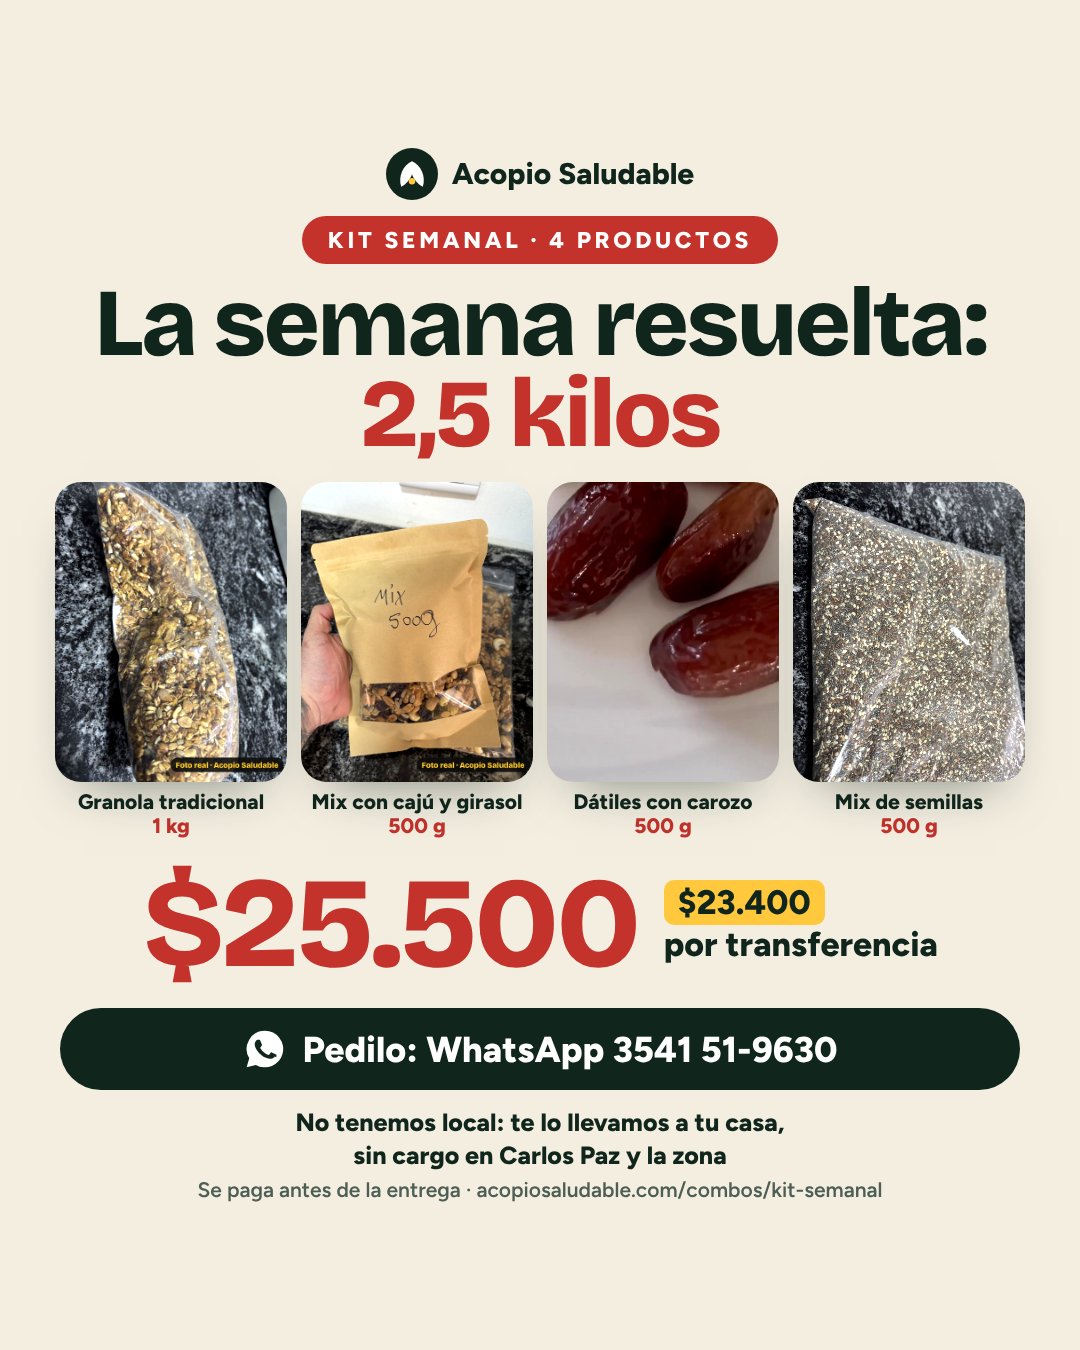 Acopio Saludable
KIT SEMANAL · 4 PRODUCTOS
La semana resuelta:
2,5 kilos
Mix
500g
Foto real · Acopio Saludable
Foto real · Acopio Saludable
Granola tradicional
1 kg
Mix con cajú y girasol
500 g
Dátiles con carozo
500 g
Mix de semillas
500 g
$25.500
$23.400
por transferencia
Pedilo: WhatsApp 3541 51-9630
No tenemos local: te lo llevamos a tu casa,
sin cargo en Carlos Paz y la zona
Se paga antes de la entrega · acopiosaludable.com/combos/kit-semanal